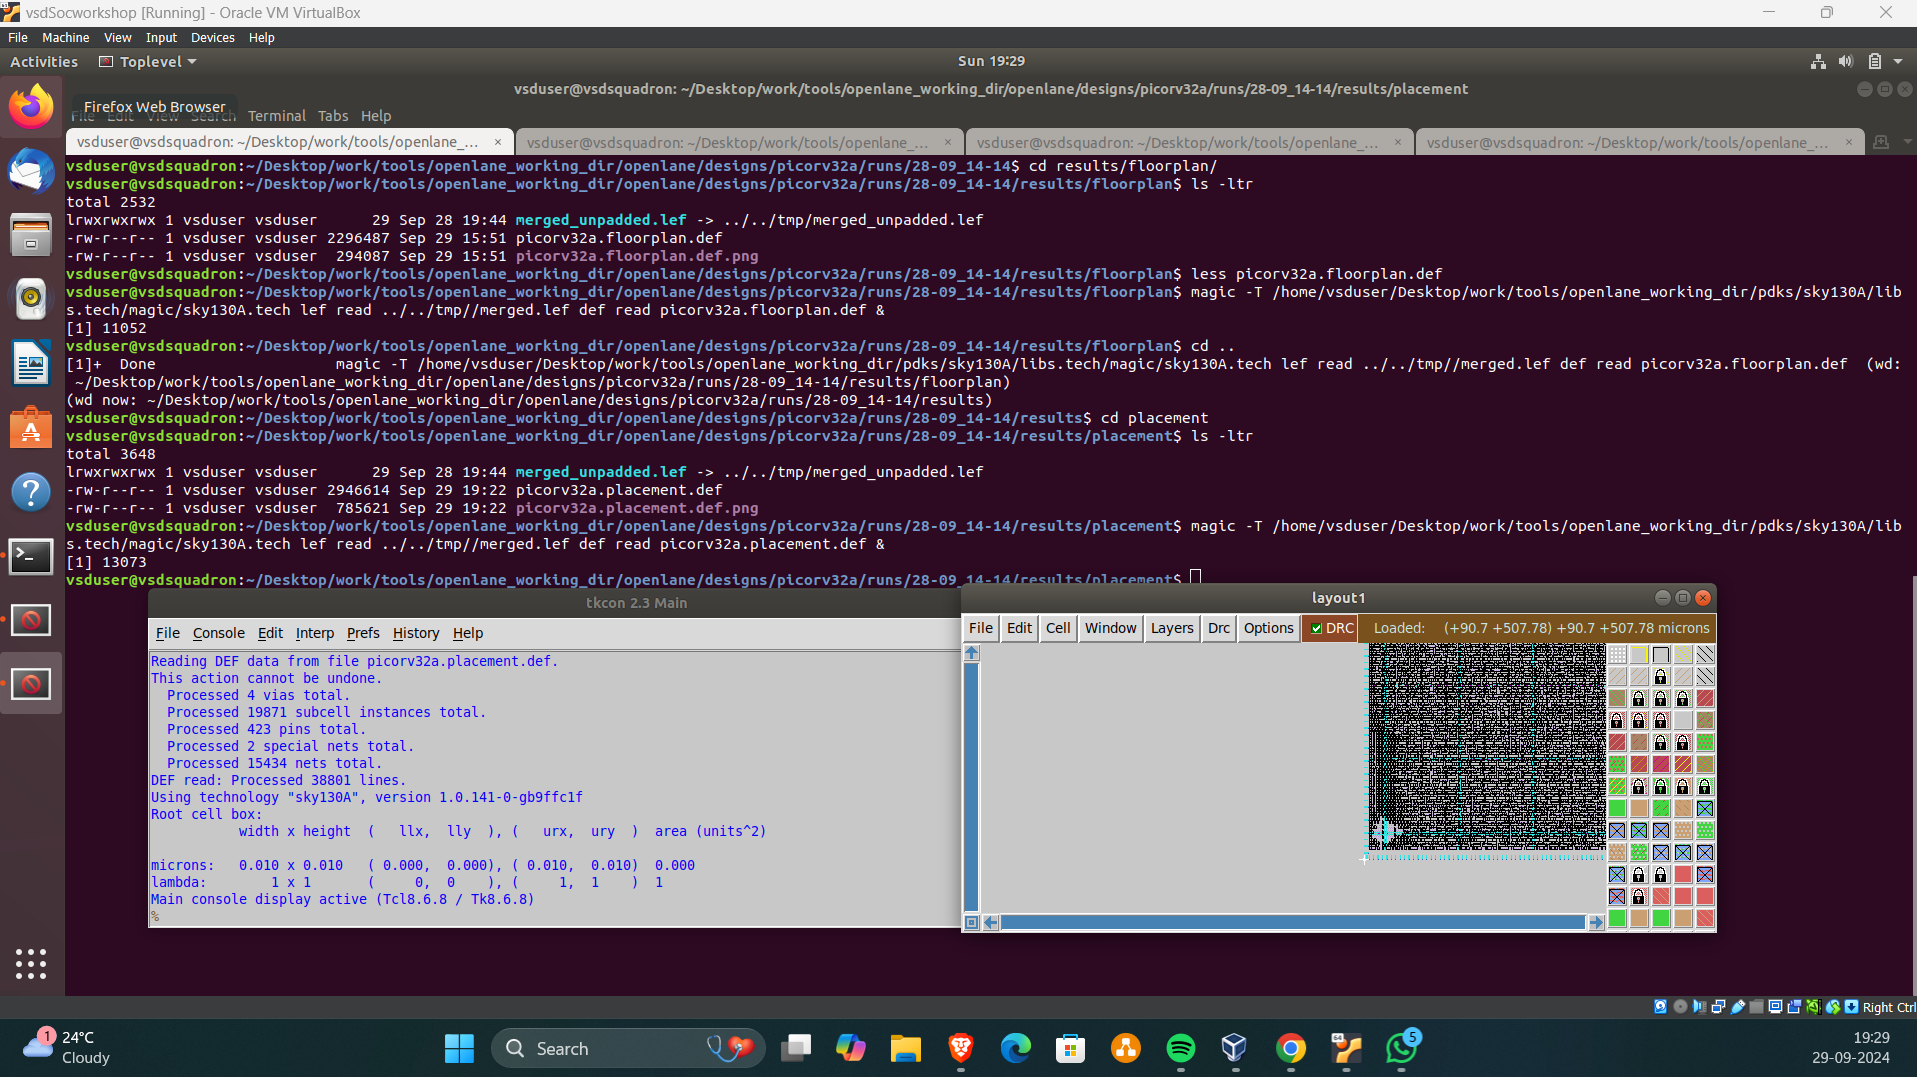 vsdSocworkshop [Running] - Oracle VM VirtualBox
File Machine View Input Devices Help
Activities Toplevel Sun 19:29
vsduser@vsdsquadron: ~/Desktop/work/tools/openlane_working_dir/openlane/designs/picorv32a/runs/28-09_14-14/results/placement
Firefox Web Browser
File Edit View Search Terminal Tabs Help
vsduser@vsdsquadron: ~/Desktop/work/tools/openlane_... × vsduser@vsdsquadron: ~/Desktop/work/tools/openlane_... × vsduser@vsdsquadron: ~/Desktop/work/tools/openlane_... × vsduser@vsdsquadron: ~/Desktop/work/tools/openlane_... ×
vsduser@vsdsquadron:~/Desktop/work/tools/openlane_working_dir/openlane/designs/picorv32a/runs/28-09_14-14$ cd results/floorplan/
vsduser@vsdsquadron:~/Desktop/work/tools/openlane_working_dir/openlane/designs/picorv32a/runs/28-09_14-14/results/floorplan$ ls -ltr
total 2532
lrwxrwxrwx 1 vsduser vsduser      29 Sep 28 19:44 merged_unpadded.lef -> ../../tmp/merged_unpadded.lef
-rw-r--r-- 1 vsduser vsduser 2296487 Sep 29 15:51 picorv32a.floorplan.def
-rw-r--r-- 1 vsduser vsduser  294087 Sep 29 15:51 picorv32a.floorplan.def.png
vsduser@vsdsquadron:~/Desktop/work/tools/openlane_working_dir/openlane/designs/picorv32a/runs/28-09_14-14/results/floorplan$ less picorv32a.floorplan.def
vsduser@vsdsquadron:~/Desktop/work/tools/openlane_working_dir/openlane/designs/picorv32a/runs/28-09_14-14/results/floorplan$ magic -T /home/vsduser/Desktop/work/tools/openlane_working_dir/pdks/sky130A/lib
s.tech/magic/sky130A.tech lef read ../../tmp//merged.lef def read picorv32a.floorplan.def &
[1] 11052
vsduser@vsdsquadron:~/Desktop/work/tools/openlane_working_dir/openlane/designs/picorv32a/runs/28-09_14-14/results/floorplan$ cd ..
[1]+  Done                    magic -T /home/vsduser/Desktop/work/tools/openlane_working_dir/pdks/sky130A/libs.tech/magic/sky130A.tech lef read ../../tmp//merged.lef def read picorv32a.floorplan.def  (wd:
 ~/Desktop/work/tools/openlane_working_dir/openlane/designs/picorv32a/runs/28-09_14-14/results/floorplan)
(wd now: ~/Desktop/work/tools/openlane_working_dir/openlane/designs/picorv32a/runs/28-09_14-14/results)
vsduser@vsdsquadron:~/Desktop/work/tools/openlane_working_dir/openlane/designs/picorv32a/runs/28-09_14-14/results$ cd placement
vsduser@vsdsquadron:~/Desktop/work/tools/openlane_working_dir/openlane/designs/picorv32a/runs/28-09_14-14/results/placement$ ls -ltr
total 3648
lrwxrwxrwx 1 vsduser vsduser      29 Sep 28 19:44 merged_unpadded.lef -> ../../tmp/merged_unpadded.lef
-rw-r--r-- 1 vsduser vsduser 2946614 Sep 29 19:22 picorv32a.placement.def
-rw-r--r-- 1 vsduser vsduser  785621 Sep 29 19:22 picorv32a.placement.def.png
vsduser@vsdsquadron:~/Desktop/work/tools/openlane_working_dir/openlane/designs/picorv32a/runs/28-09_14-14/results/placement$ magic -T /home/vsduser/Desktop/work/tools/openlane_working_dir/pdks/sky130A/lib
s.tech/magic/sky130A.tech lef read ../../tmp//merged.lef def read picorv32a.placement.def &
[1] 13073
vsduser@vsdsquadron:~/Desktop/work/tools/openlane_working_dir/openlane/designs/picorv32a/runs/28-09_14-14/results/placement$
tkcon 2.3 Main
File Console Edit Interp Prefs History Help
Reading DEF data from file picorv32a.placement.def.
This action cannot be undone.
  Processed 4 vias total.
  Processed 19871 subcell instances total.
  Processed 423 pins total.
  Processed 2 special nets total.
  Processed 15434 nets total.
DEF read: Processed 38801 lines.
Using technology "sky130A", version 1.0.141-0-gb9ffc1f
Root cell box:
           width x height  (   llx,  lly  ), (   urx,  ury  )  area (units^2)
microns:   0.010 x 0.010   ( 0.000,  0.000), ( 0.010,  0.010)  0.000
lambda:        1 x 1       (     0,  0    ), (     1,  1    )  1
Main console display active (Tcl8.6.8 / Tk8.6.8)
%
layout1
File Edit Cell Window Layers Drc Options DRC Loaded: (+90.7 +507.78) +90.7 +507.78 microns
Right Ctrl
1
24°C
Cloudy
Search
64
5
19:29
29-09-2024